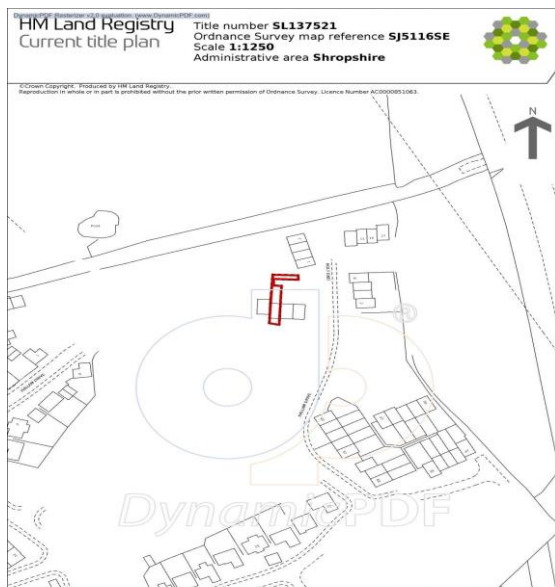 DynamicPDF Rasterizer v2.0 evaluation. (www.DynamicPDF.com)
HM Land Registry
Current title plan
Title number SL137521
Ordnance Survey map reference SJ5116SE
Scale 1:1250
Administrative area Shropshire
©Crown Copyright. Produced by HM Land Registry.
Reproduction in whole or in part is prohibited without the prior written permission of Ordnance Survey. Licence Number AC0000851063.
N
Pond
®
DynamicPDF